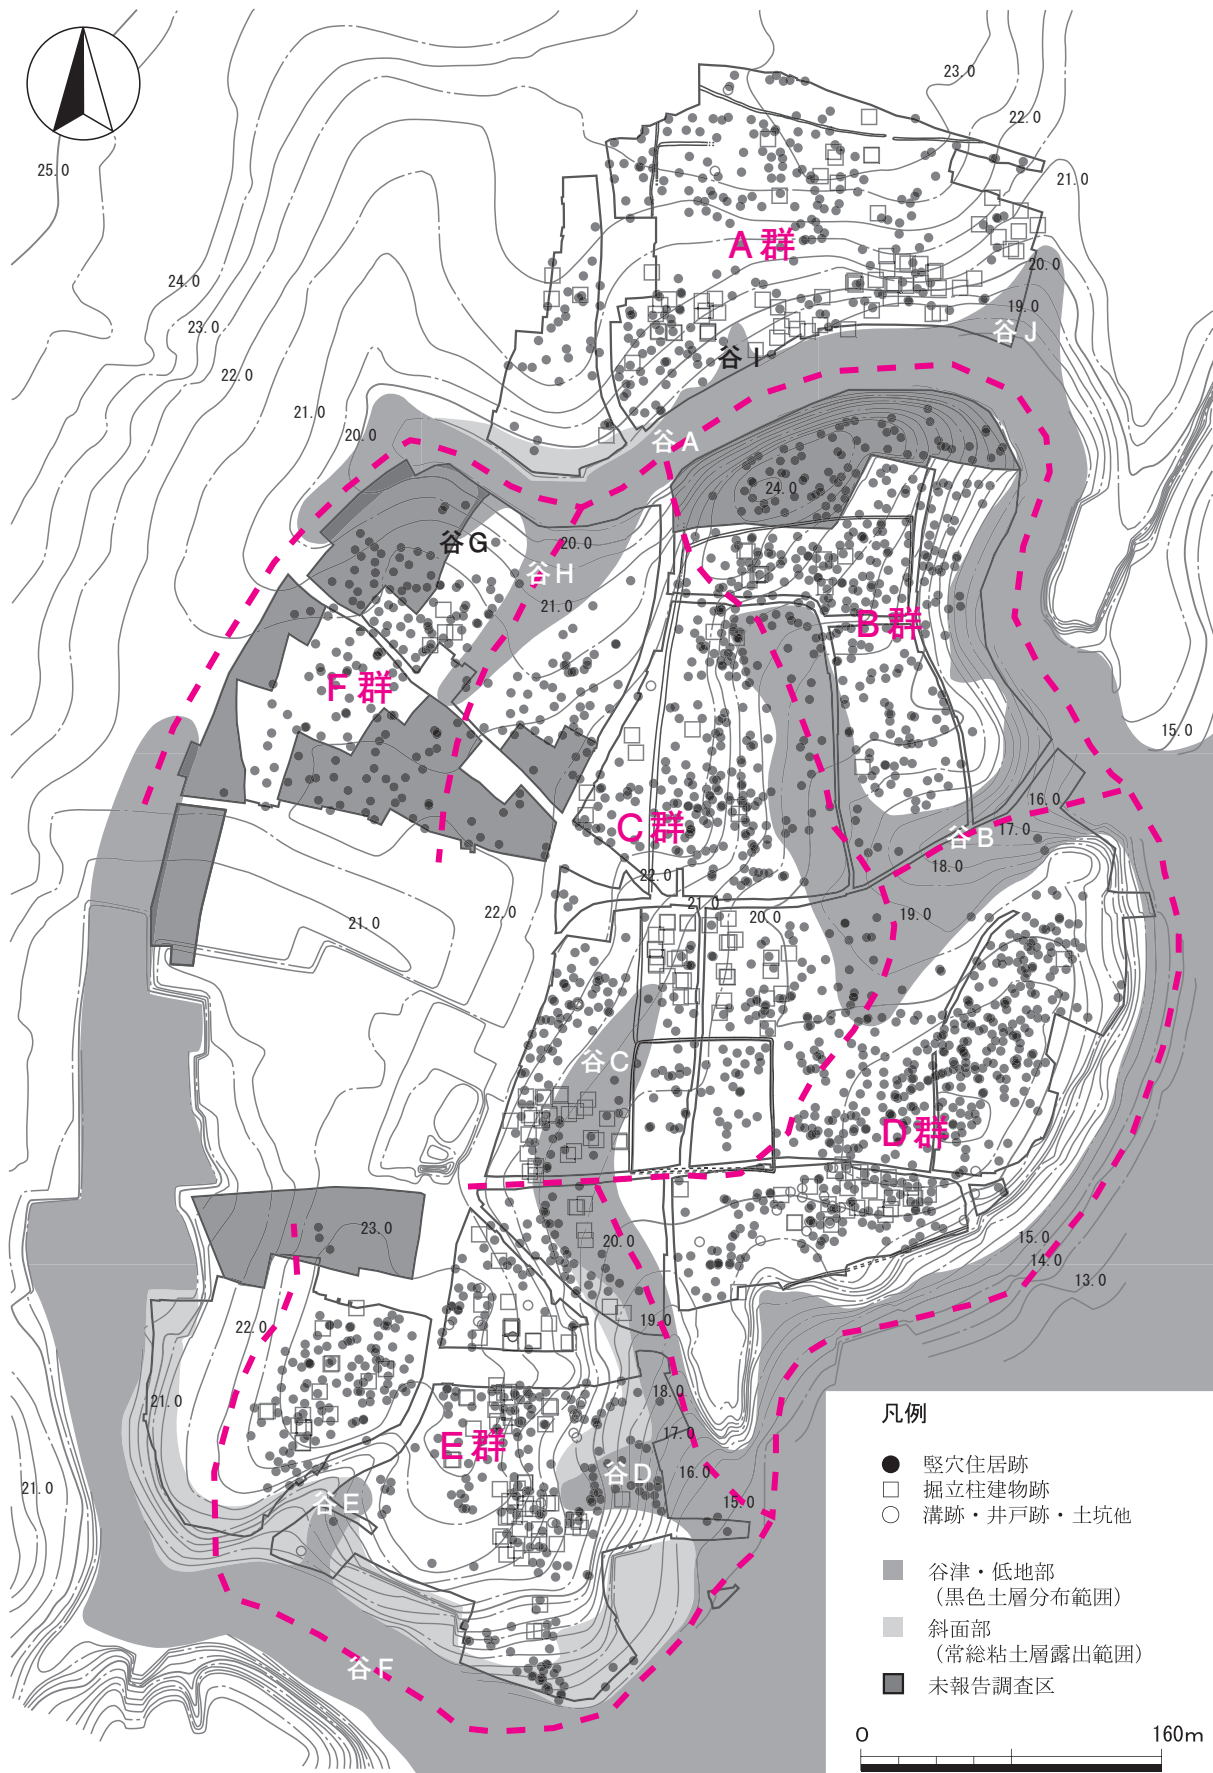 23.0
22.0
25.0
21.0
A群
20.0
24.0
19.0
谷J
23.0
谷I
22.0
21.0
20.0
谷A
24.0
谷G
20.0
谷H
21.0
B群
F群
15.0
16.0
C群
17.0
谷B
18.0
22.0
21.0
22.0
20.0
19.0
21.0
谷C
D群
23.0
20.0
15.0
14.0
13.0
19.0
22.0
18.0
21.0
17.0
E群
谷D
16.0
21.0
15.0
谷E
谷F
凡例
竪穴住居跡
掘立柱建物跡
溝跡・井戸跡・土坑他
谷津・低地部
（黒色土層分布範囲）
斜面部
（常総粘土層露出範囲）
未報告調査区
0 160m